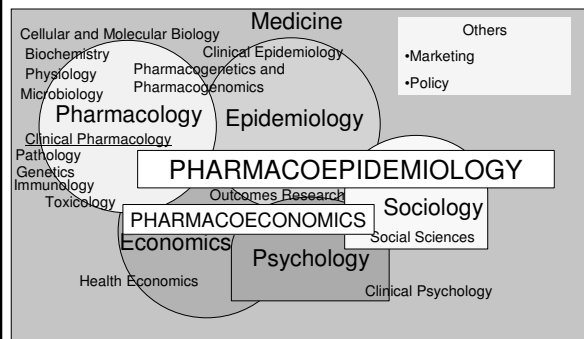 Medicine
Others
•Marketing
•Policy
Cellular and Molecular Biology
Biochemistry
Physiology
Microbiology
Clinical Epidemiology
Pharmacogenetics and
Pharmacogenomics
Pharmacology
Epidemiology
Clinical Pharmacology
Pathology
Genetics
Immunology
Toxicology
PHARMACOEPIDEMIOLOGY
Outcomes Research
PHARMACOECONOMICS
Sociology
Social Sciences
Economics
Psychology
Health Economics
Clinical Psychology